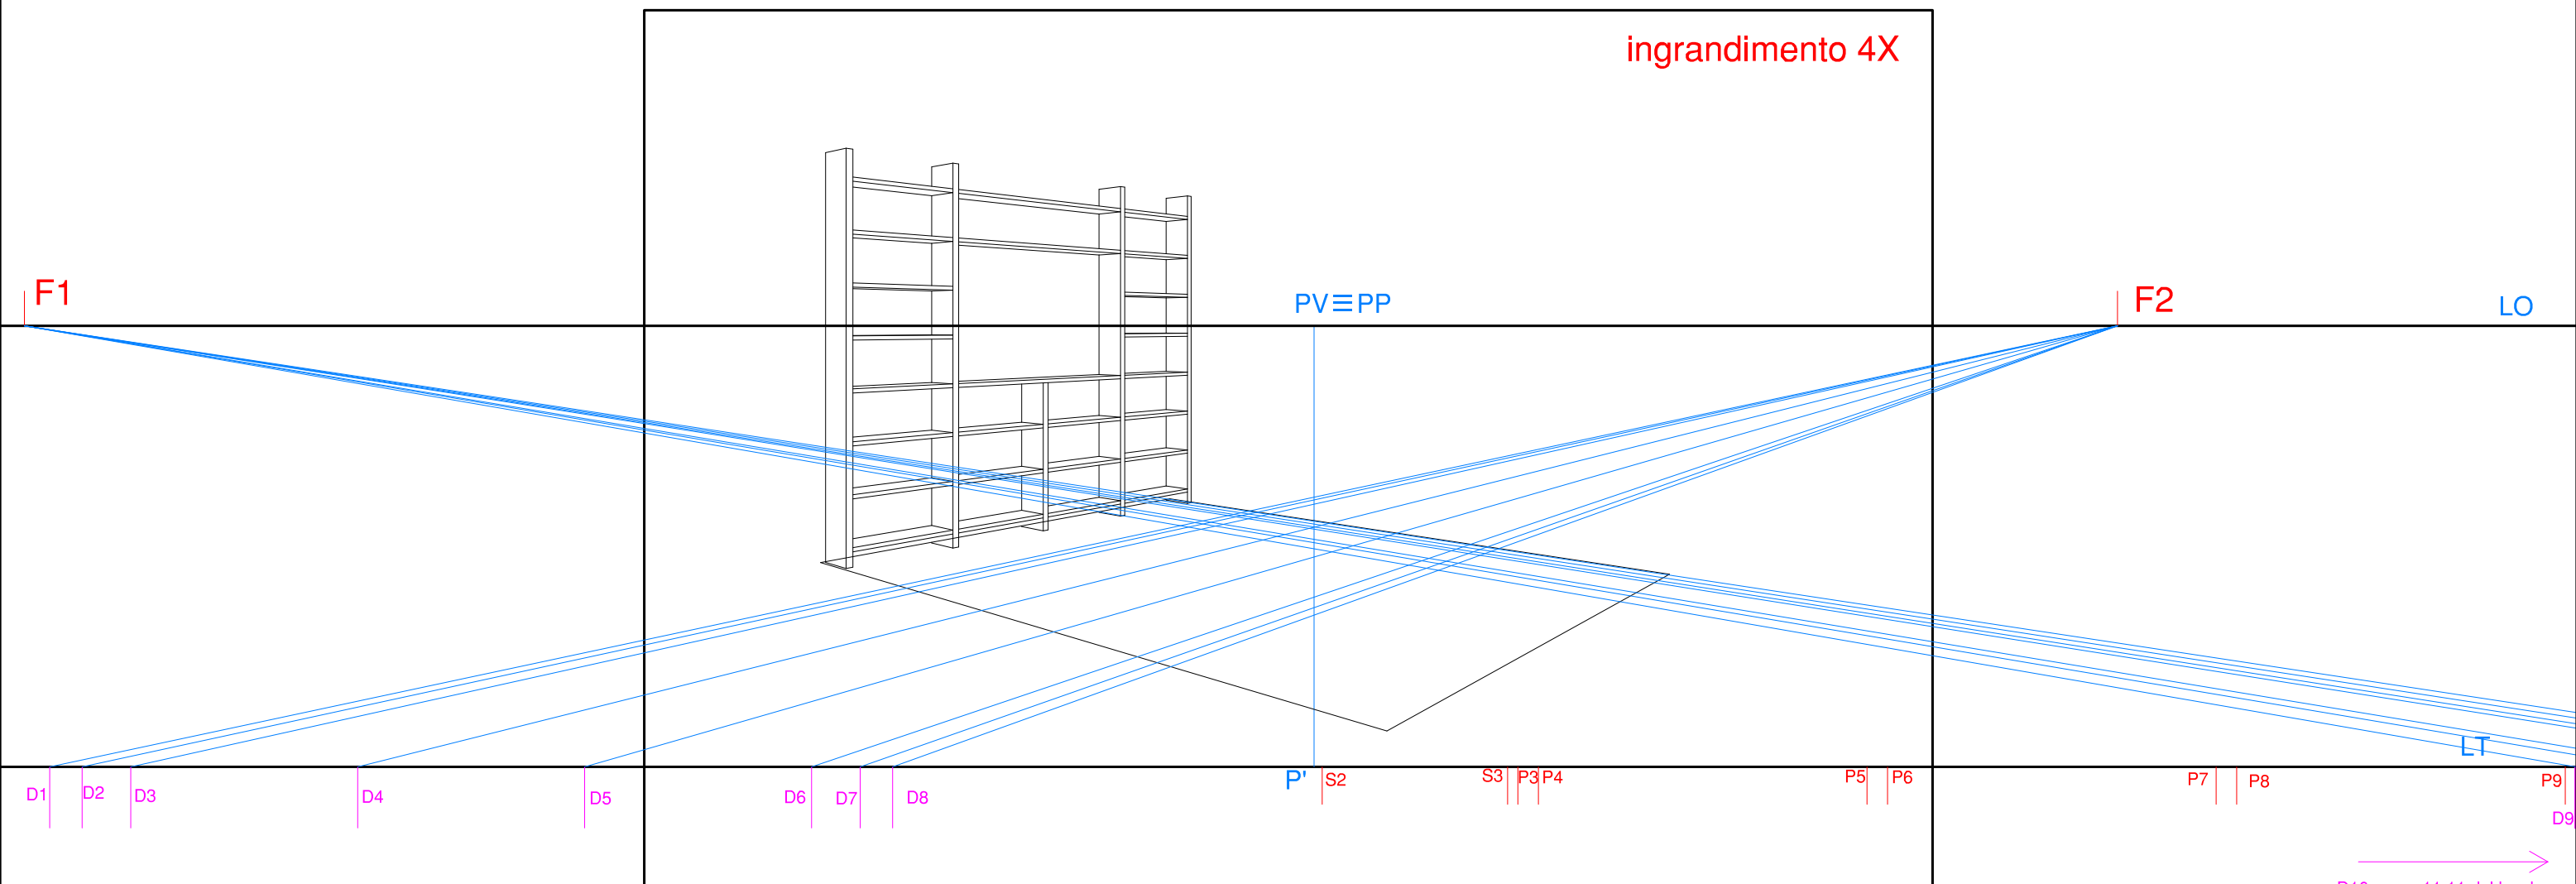 ingrandimento 4X
F1
PV≡PP
F2
LO
LT
P'
S2
S3
P3
P4
P5
P6
P7
P8
P9
D1
D2
D3
D4
D5
D6
D7
D8
D9